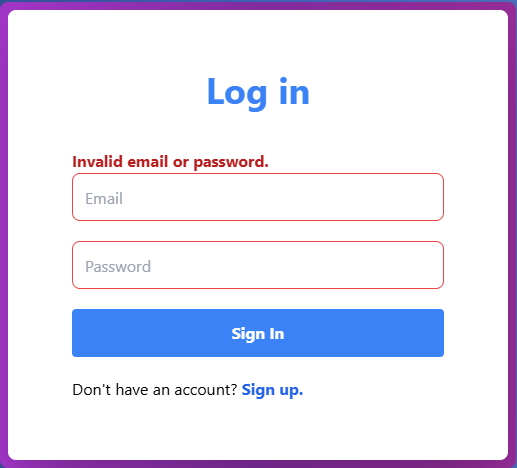 Log in
Invalid email or password.
Email
Password
Sign In
Don't have an account? Sign up.